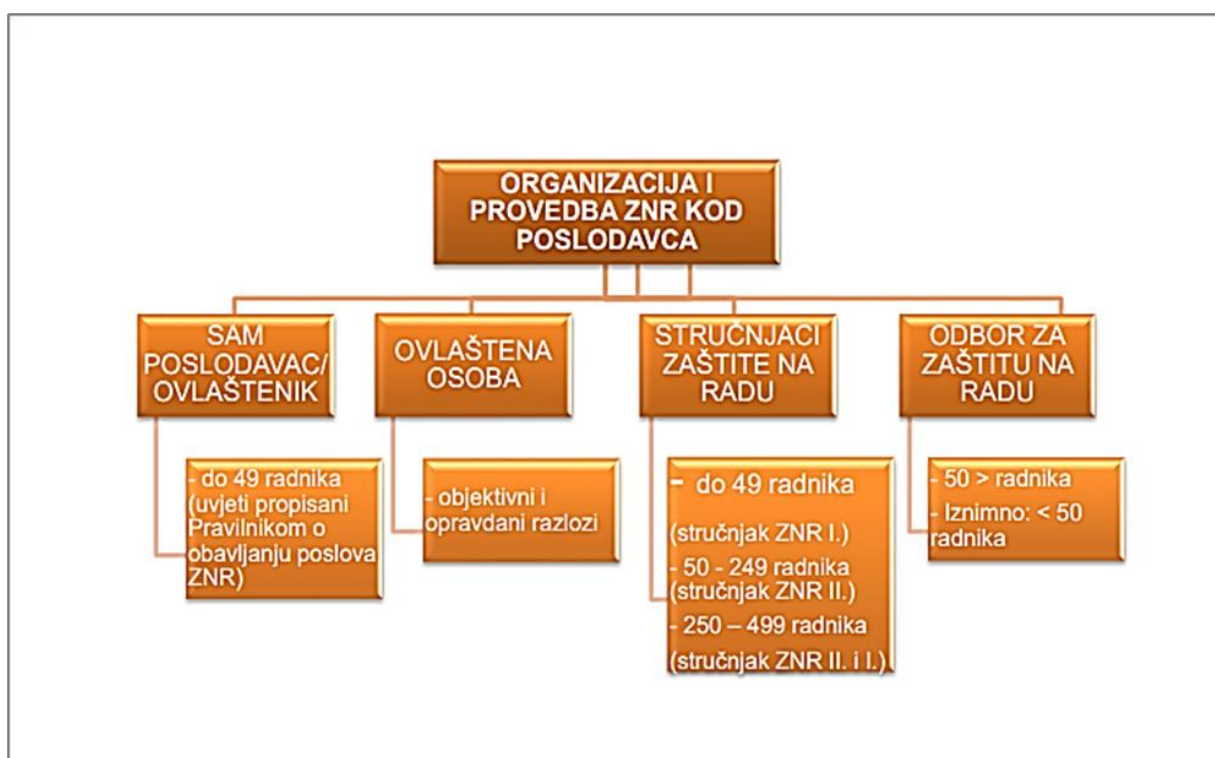 ORGANIZACIJA I
PROVEDBA ZNR KOD
POSLODAVCA
SAM
POSLODAVAC/
OVLAŠTENIK
- do 49 radnika
(uvjeti propisani
Pravilnikom o
obavljanju poslova
ZNR)
OVLAŠTENA
OSOBA
- objektivni i
opravdani razlozi
STRUČNJACI
ZAŠTITE NA
RADU
- do 49 radnika
(stručnjak ZNR I.)
- 50 - 249 radnika
(stručnjak ZNR II.)
- 250 – 499 radnika
(stručnjak ZNR II. i I.)
ODBOR ZA
ZAŠTITU NA
RADU
- 50 > radnika
- Iznimno: < 50
radnika